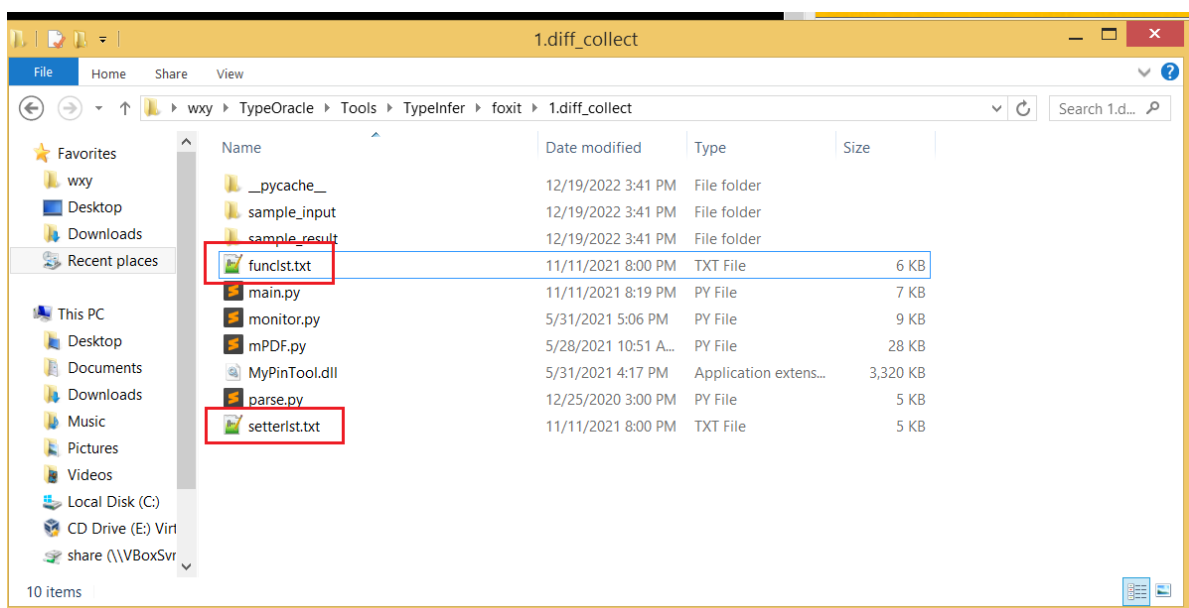 1.diff_collect
File Home Share View
wxy TypeOracle Tools TypeInfer foxit 1.diff_collect Search 1.d...
Name Date modified Type Size
Favorites
wxy
Desktop
Downloads
Recent places
This PC
Desktop
Documents
Downloads
Music
Pictures
Videos
Local Disk (C:)
CD Drive (E:) Virt
share (\\VBoxSvr
__pycache__ 12/19/2022 3:41 PM File folder
sample_input 12/19/2022 3:41 PM File folder
sample_result 12/19/2022 3:41 PM File folder
funclst.txt 11/11/2021 8:00 PM TXT File 6 KB
main.py 11/11/2021 8:19 PM PY File 7 KB
monitor.py 5/31/2021 5:06 PM PY File 9 KB
mPDF.py 5/28/2021 10:51 A... PY File 28 KB
MyPinTool.dll 5/31/2021 4:17 PM Application extens... 3,320 KB
parse.py 12/25/2020 3:00 PM PY File 5 KB
setterlst.txt 11/11/2021 8:00 PM TXT File 5 KB
10 items